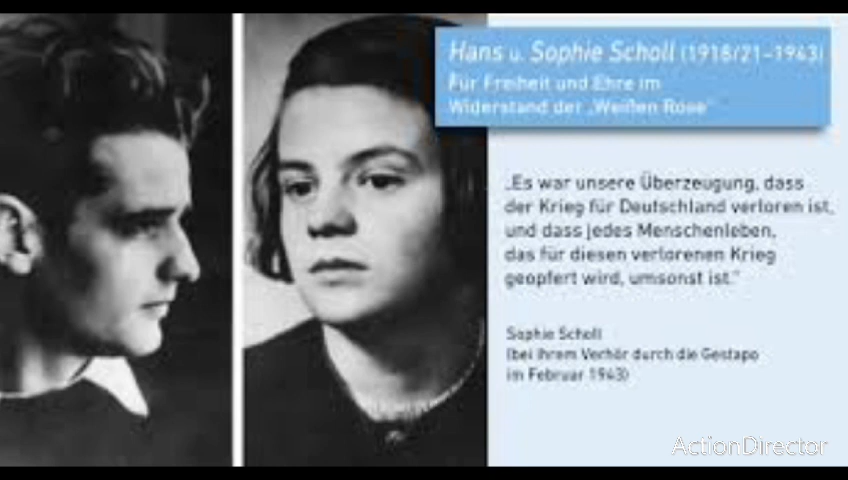 Hans u. Sophie Scholl (1918/21-1943)
Für Freiheit und Ehre im
Widerstand der „Weißen Rose"
„Es war unsere Überzeugung, dass
der Krieg für Deutschland verloren ist,
und dass jedes Menschenleben,
das für diesen verlorenen Krieg
geopfert wird, umsonst ist."
Sophie Scholl
(bei ihrem Verhör durch die Gestapo
im Februar 1943)
ActionDirector